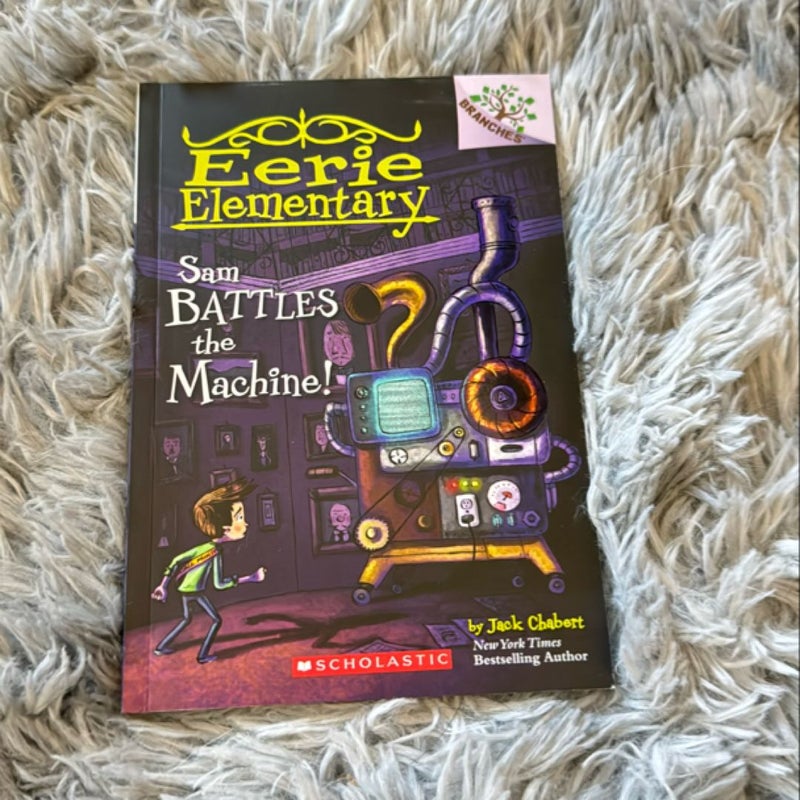 BRANCHES
Eerie
Elementary
Sam
BATTLES
the
Machine!
by Jack Chabert
New York Times
Bestselling Author
SCHOLASTIC